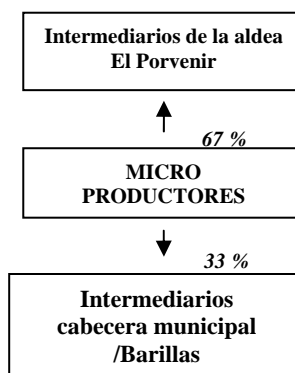 Intermediarios de la aldea
El Porvenir
67 %
MICRO
PRODUCTORES
33 %
Intermediarios
cabecera municipal
/Barillas